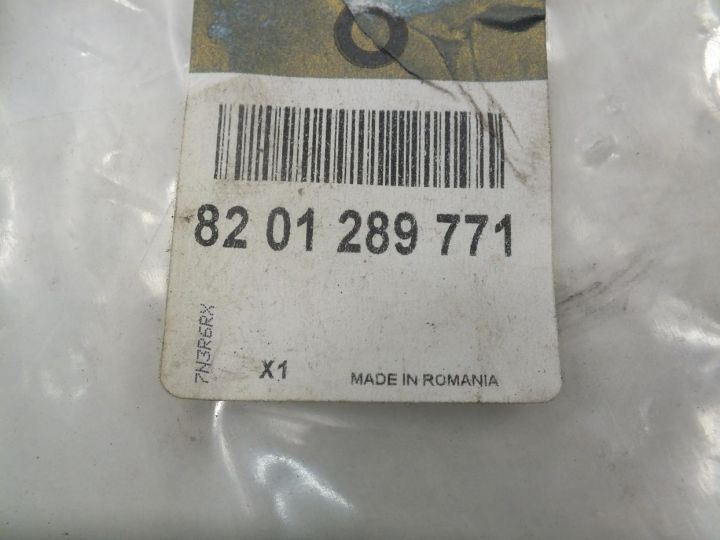 82 01 289 771
7N3R6RX
X1
MADE IN ROMANIA